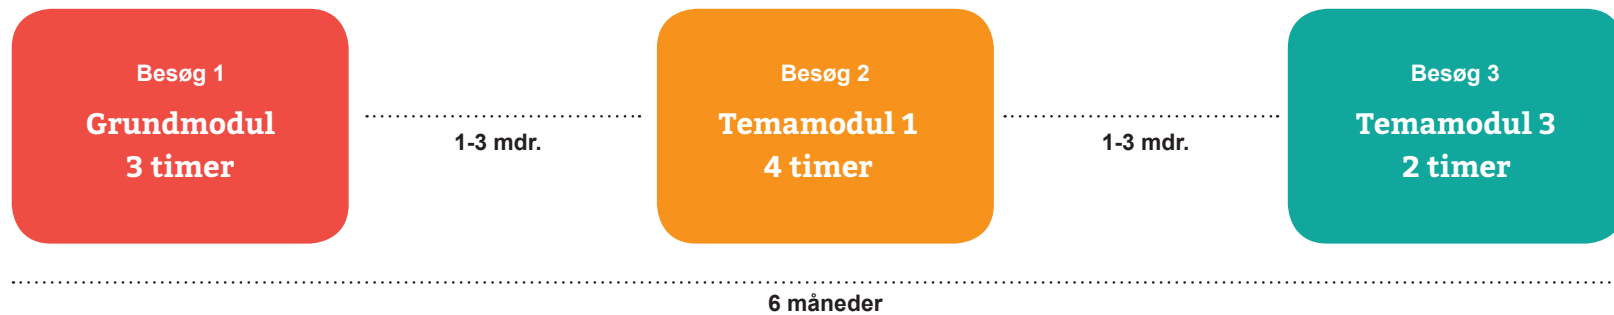 Besøg 1
Grundmodul
3 timer
1-3 mdr.
Besøg 2
Temamodul 1
4 timer
1-3 mdr.
Besøg 3
Temamodul 3
2 timer
6 måneder